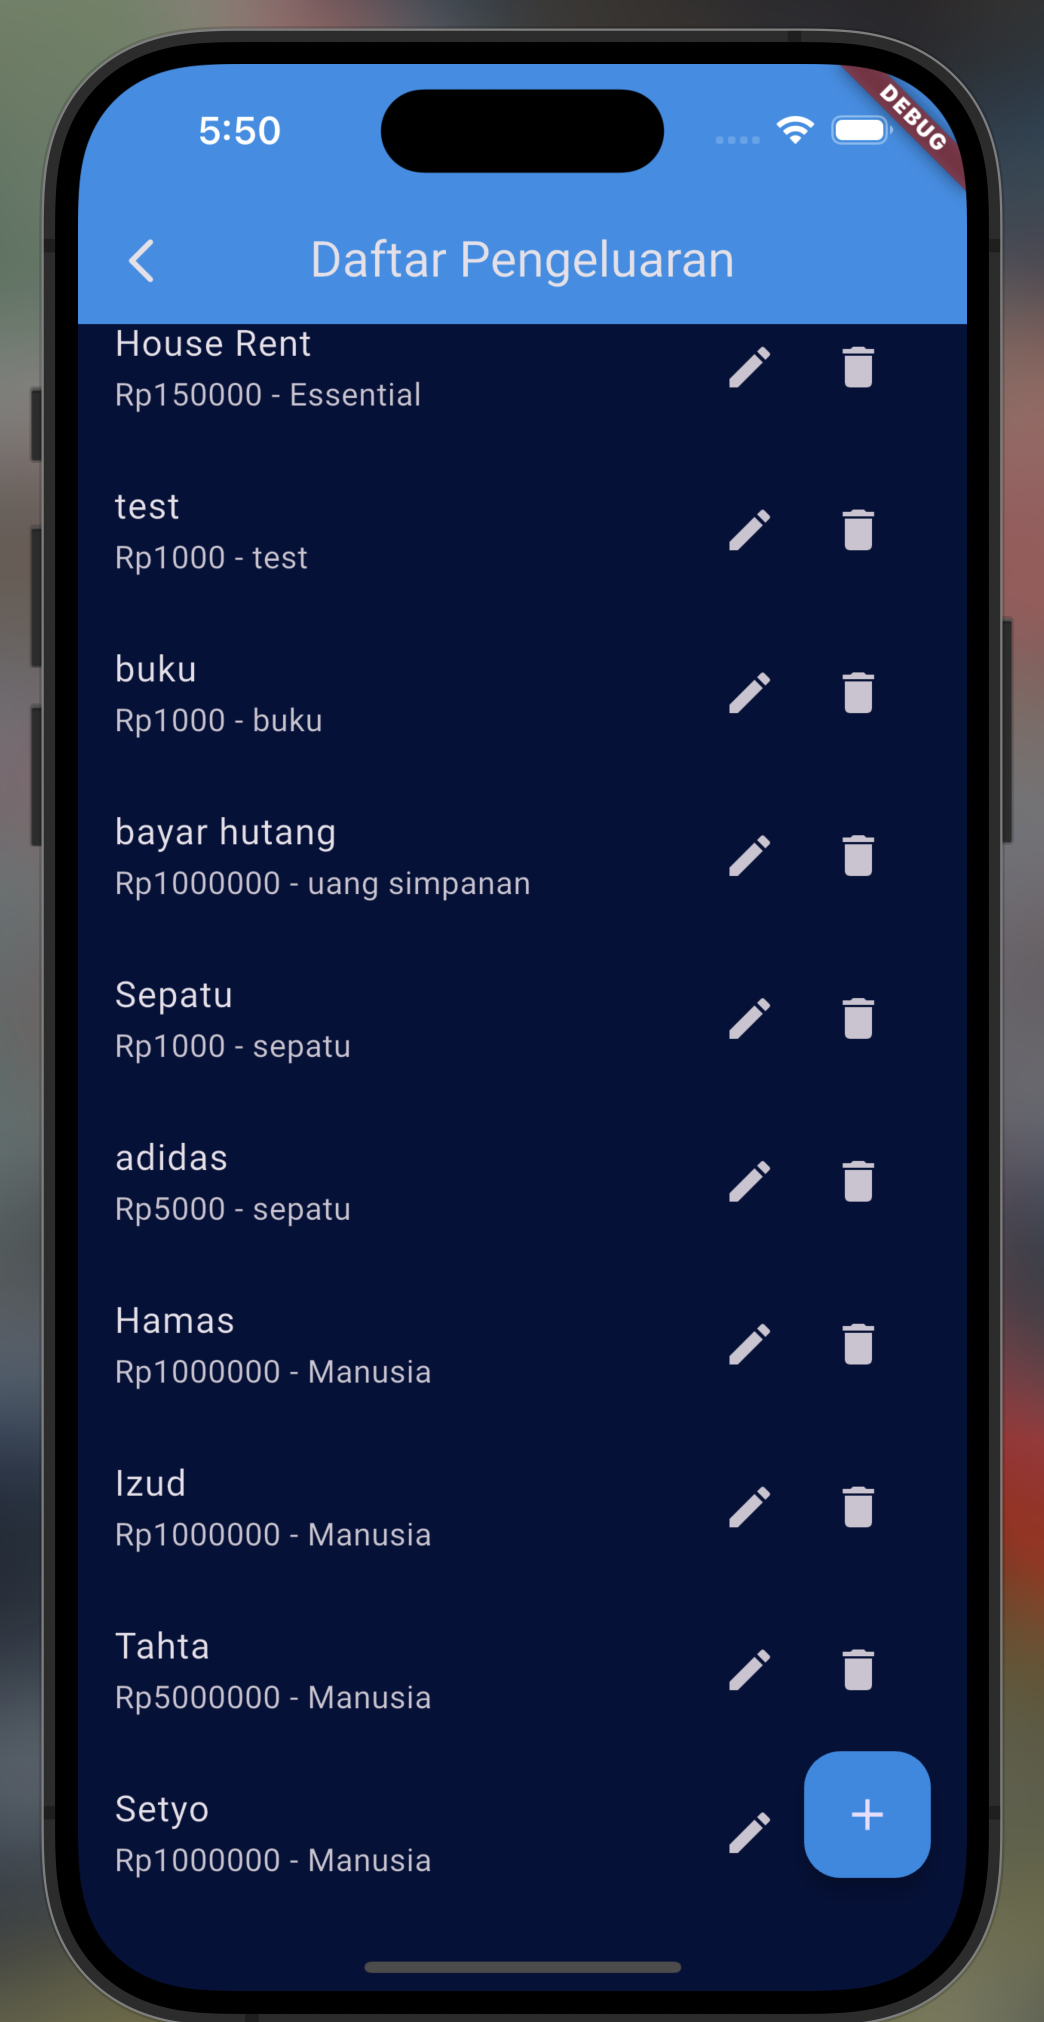 5:50
DEBUG
Daftar Pengeluaran
House Rent
Rp150000 - Essential
test
Rp1000 - test
buku
Rp1000 - buku
bayar hutang
Rp1000000 - uang simpanan
Sepatu
Rp1000 - sepatu
adidas
Rp5000 - sepatu
Hamas
Rp1000000 - Manusia
Izud
Rp1000000 - Manusia
Tahta
Rp5000000 - Manusia
Setyo
Rp1000000 - Manusia